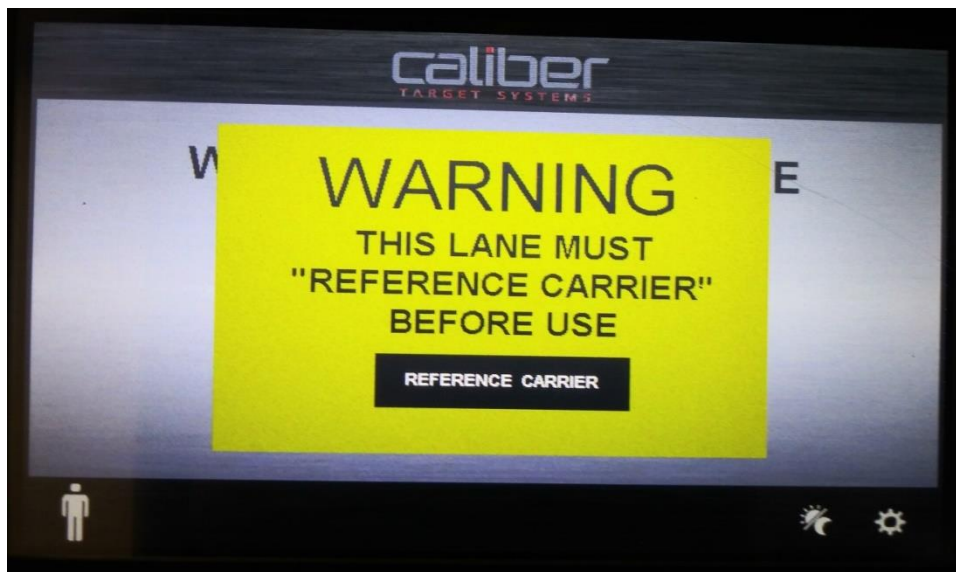 caliber
TARGET SYSTEMS
W E
WARNING
THIS LANE MUST
"REFERENCE CARRIER"
BEFORE USE
REFERENCE CARRIER